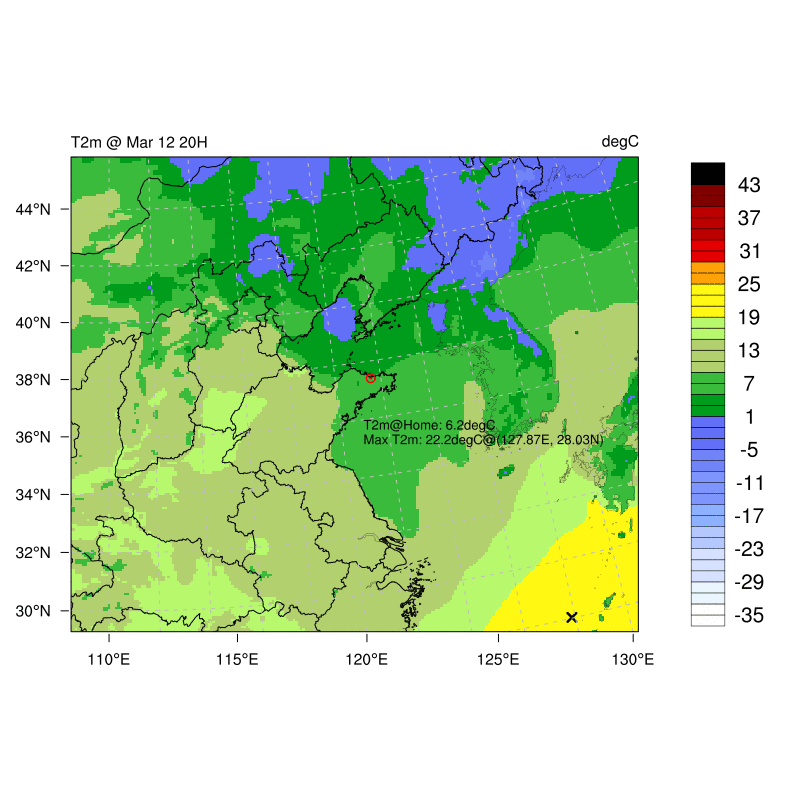 T2m @ Mar 12 20H
degC
44°N
42°N
40°N
38°N
36°N
34°N
32°N
30°N
T2m@Home: 6.2degC
Max T2m: 22.2degC@(127.87E, 28.03N)
110°E
115°E
120°E
125°E
130°E
43
37
31
25
19
13
7
1
-5
-11
-17
-23
-29
-35